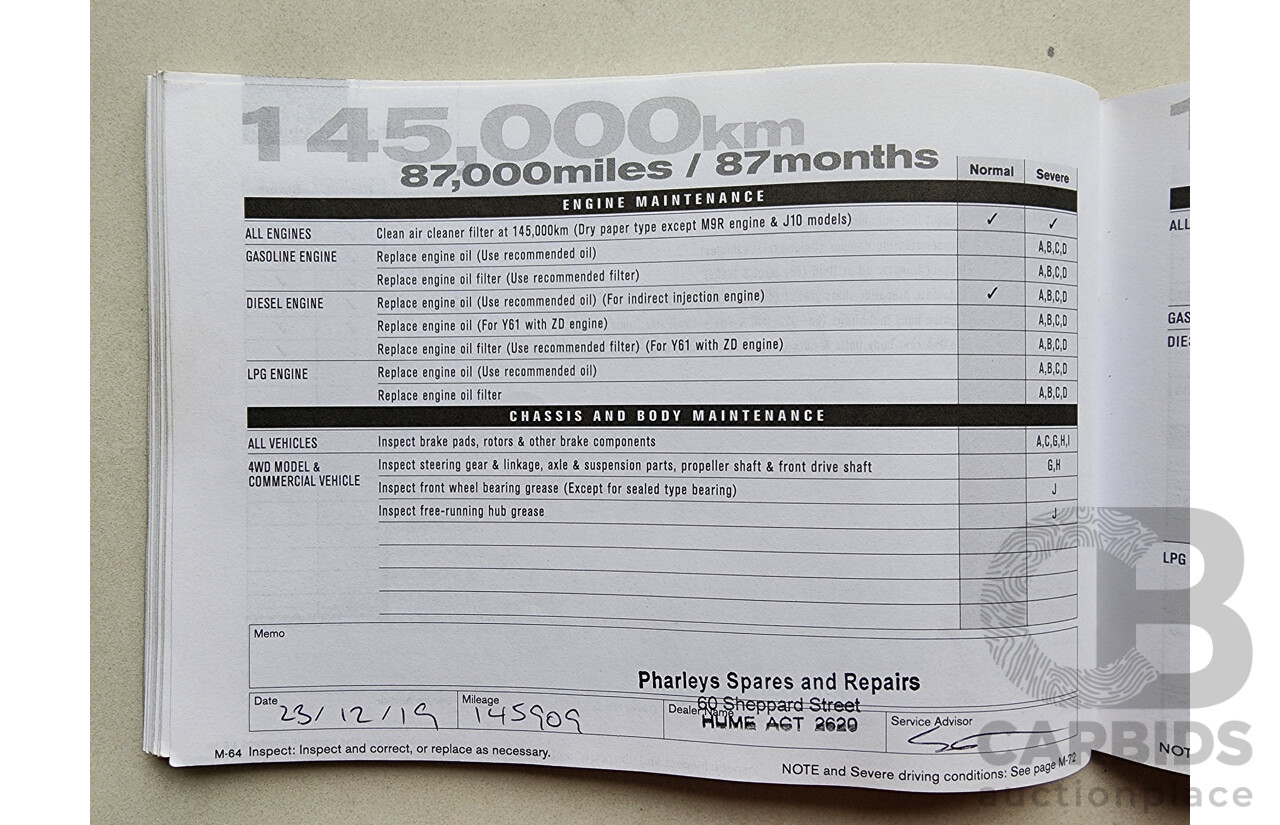 145,000km
87,000miles / 87months
Normal Severe
ENGINE MAINTENANCE
ALL ENGINES Clean air cleaner filter at 145,000km (Dry paper type except M9R engine & J10 models) ✓ ✓
GASOLINE ENGINE Replace engine oil (Use recommended oil) A,B,C,D
Replace engine oil filter (Use recommended filter) A,B,C,D
DIESEL ENGINE Replace engine oil (Use recommended oil) (For indirect injection engine) ✓ A,B,C,D
Replace engine oil (For Y61 with ZD engine) A,B,C,D
Replace engine oil filter (Use recommended filter) (For Y61 with ZD engine) A,B,C,D
LPG ENGINE Replace engine oil (Use recommended oil) A,B,C,D
Replace engine oil filter A,B,C,D
CHASSIS AND BODY MAINTENANCE
ALL VEHICLES Inspect brake pads, rotors & other brake components A,C,G,H,I
4WD MODEL & Inspect steering gear & linkage, axle & suspension parts, propeller shaft & front drive shaft G,H
COMMERCIAL VEHICLE Inspect front wheel bearing grease (Except for sealed type bearing) J
Inspect free-running hub grease J
Memo
Pharleys Spares and Repairs
60 Sheppard Street
HUME ACT 2620
Date 23/12/19 Mileage 145909 Dealer Name Service Advisor
M-64 Inspect: Inspect and correct, or replace as necessary.
NOTE and Severe driving conditions: See page M-72
1
ALL
GAS
DIE
LPG
NOT
CB
CARBIDS
auctionplace